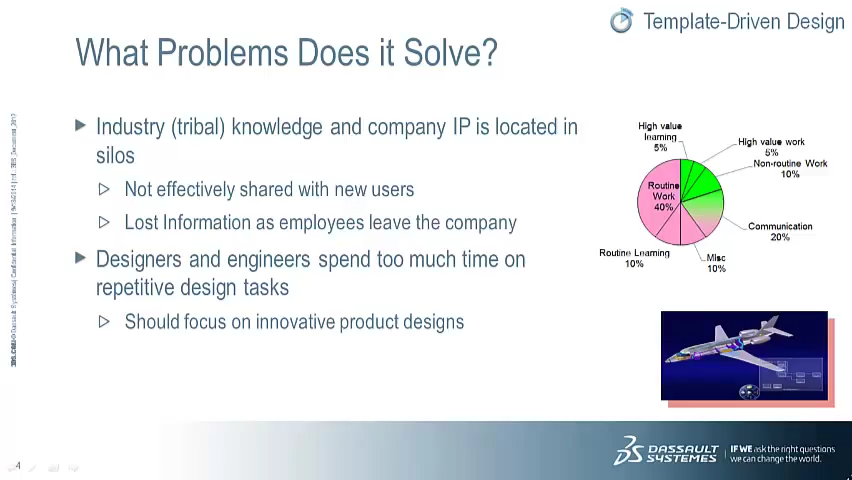 Template-Driven Design
What Problems Does it Solve?
Industry (tribal) knowledge and company IP is located in
silos
Not effectively shared with new users
Lost Information as employees leave the company
Designers and engineers spend too much time on
repetitive design tasks
Should focus on innovative product designs
High value
learning
5%
High value work
5%
Non-routine Work
10%
Routine
Work
40%
Communication
20%
Routine Learning
10%
Misc
10%
DASSAULT
SYSTEMES
IF WE ask the right questions
we can change the world.
4